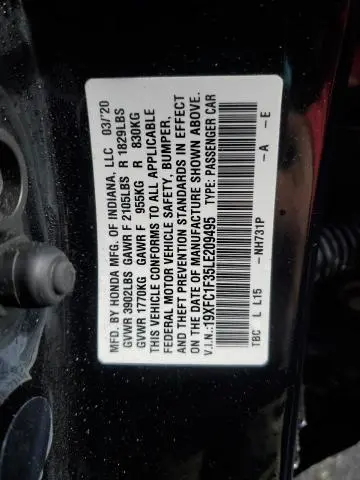 MFD. BY HONDA MFG. OF INDIANA, LLC 03/'20
GVWR 3902LBS GAWR F 2105LBS R 1829LBS
GVWR 1770KG GAWR F 955KG R 830KG
THIS VEHICLE CONFORMS TO ALL APPLICABLE
FEDERAL MOTOR VEHICLE SAFETY, BUMPER,
AND THEFT PREVENTION STANDARDS IN EFFECT
ON THE DATE OF MANUFACTURE SHOWN ABOVE.
V.I.N.:19XFC1F35LE209495 TYPE: PASSENGER CAR
TBC L L15 -NH731P -A -E